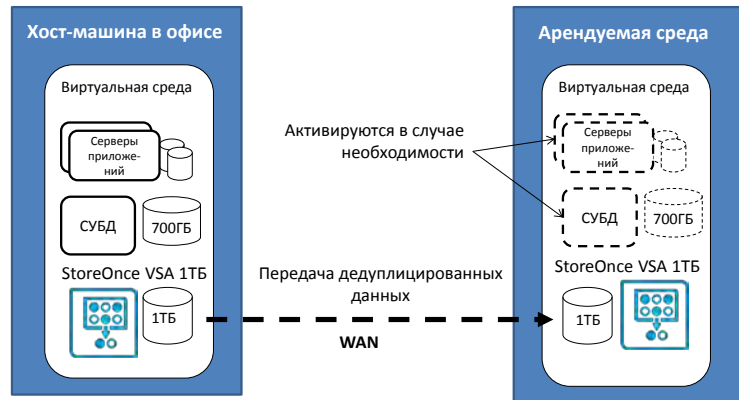 Хост-машина в офисе
Виртуальная среда
Серверы
приложе-
ний
СУБД
700ГБ
StoreOnce VSA 1ТБ
1ТБ
Активируются в случае
необходимости
Передача дедуплицированных
данных
WAN
Арендуемая среда
Виртуальная среда
Серверы
приложе-
ний
СУБД
700ГБ
StoreOnce VSA 1ТБ
1ТБ